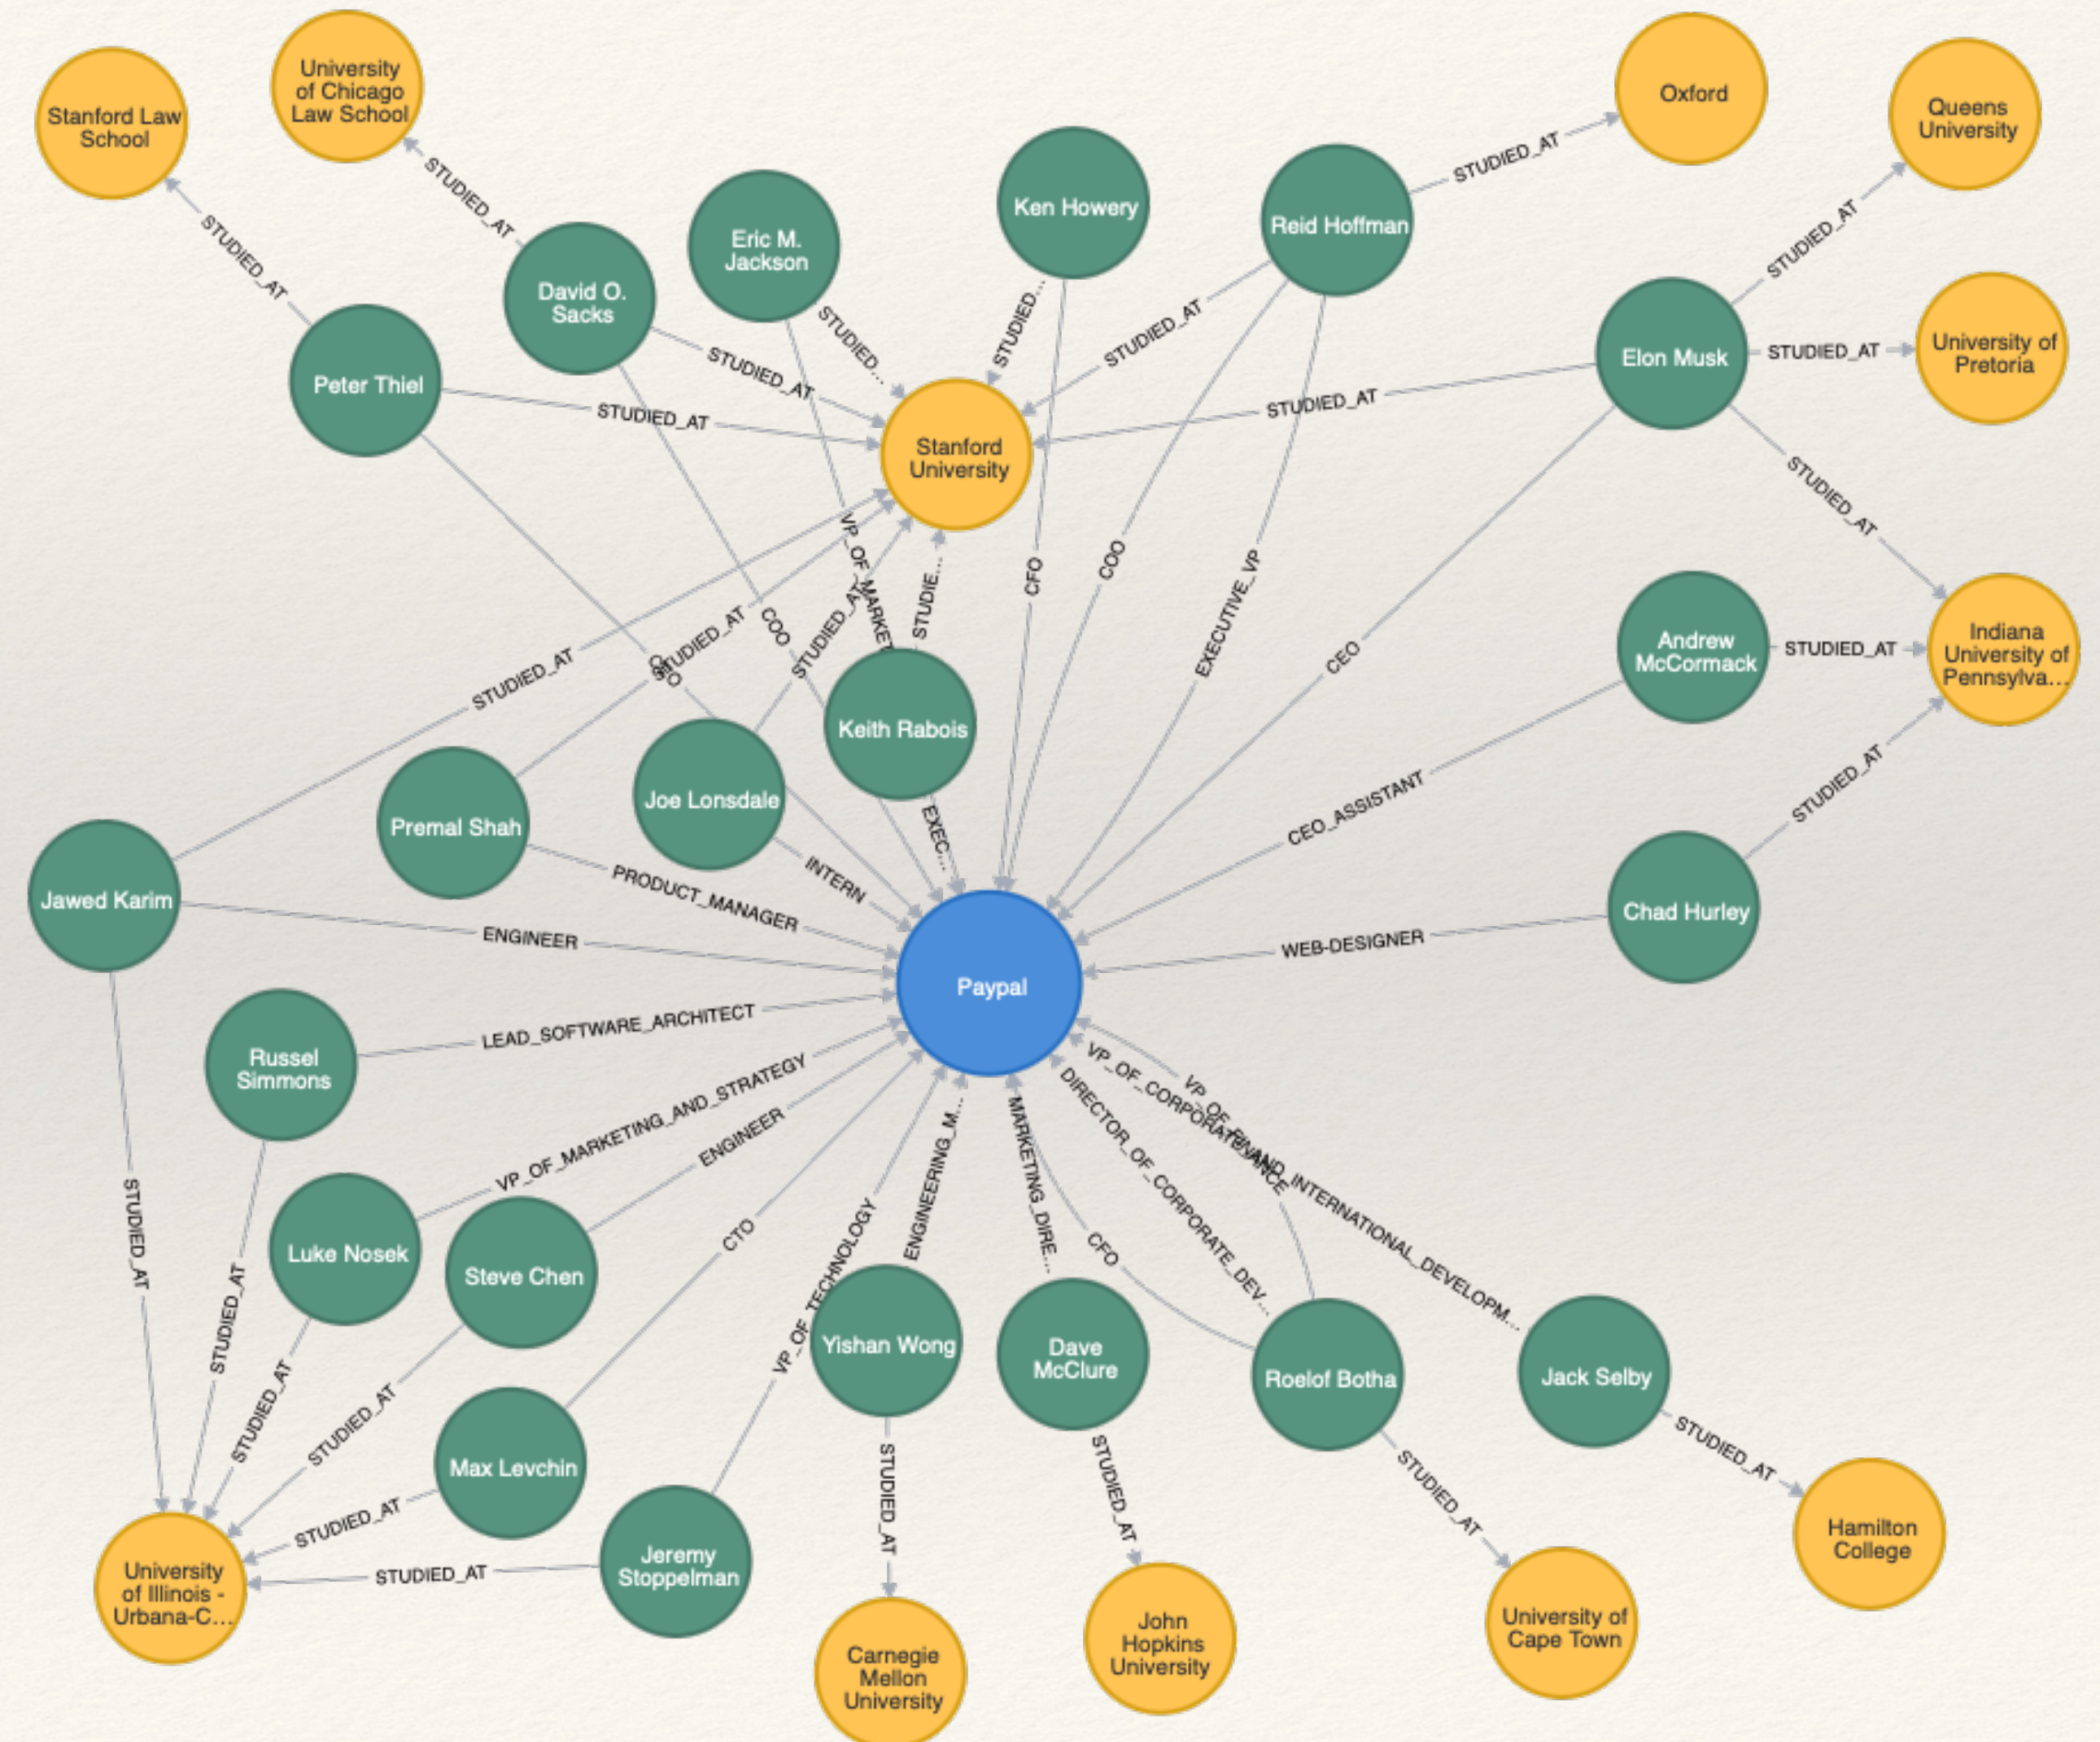 Stanford Law
School
University
of Chicago
Law School
Oxford
Queens
University
STUDIED_AT
STUDIED_AT
STUDIED_AT
STUDIED_AT
Eric M.
Jackson
Ken Howery
Reid Hoffman
David O.
Sacks
Peter Thiel
Elon Musk
STUDIED_AT
University of
Pretoria
STUDIED_AT
STUDIED_AT
STUDIED...
STUDIED...
STUDIED_AT
STUDIED_AT
STUDIED_AT
Stanford
University
VP_OF_MARKET
STUDIE...
CFO
COO
EXECUTIVE_VP
CEO
COO
STUDIED_AT
STUDIED_AT
STUDIED_AT
Andrew
McCormack
STUDIED_AT
Indiana
University of
Pennsylva...
Keith Rabois
Joe Lonsdale
Premal Shah
Jawed Karim
EXEC...
INTERN
PRODUCT_MANAGER
ENGINEER
CEO_ASSISTANT
STUDIED_AT
Chad Hurley
WEB-DESIGNER
Paypal
LEAD_SOFTWARE_ARCHITECT
Russel
Simmons
VP_OF_MARKETING_AND_STRATEGY
ENGINEER
CTO
VP_OF_TECHNOLOGY
ENGINEERING_M...
MARKETING_DIRE...
CFO
DIRECTOR_OF_CORPORATE_DEV...
VP_OF_FINANCE
VP_OF_CORPORATE_AND_INTERNATIONAL_DEVELOPM...
STUDIED_AT
STUDIED_AT
Luke Nosek
Steve Chen
Yishan Wong
Dave
McClure
Roelof Botha
Jack Selby
STUDIED_AT
STUDIED_AT
Max Levchin
STUDIED_AT
STUDIED_AT
Jeremy
Stoppelman
STUDIED_AT
STUDIED_AT
STUDIED_AT
STUDIED_AT
University
of Illinois -
Urbana-C...
Carnegie
Mellon
University
John
Hopkins
University
University of
Cape Town
Hamilton
College